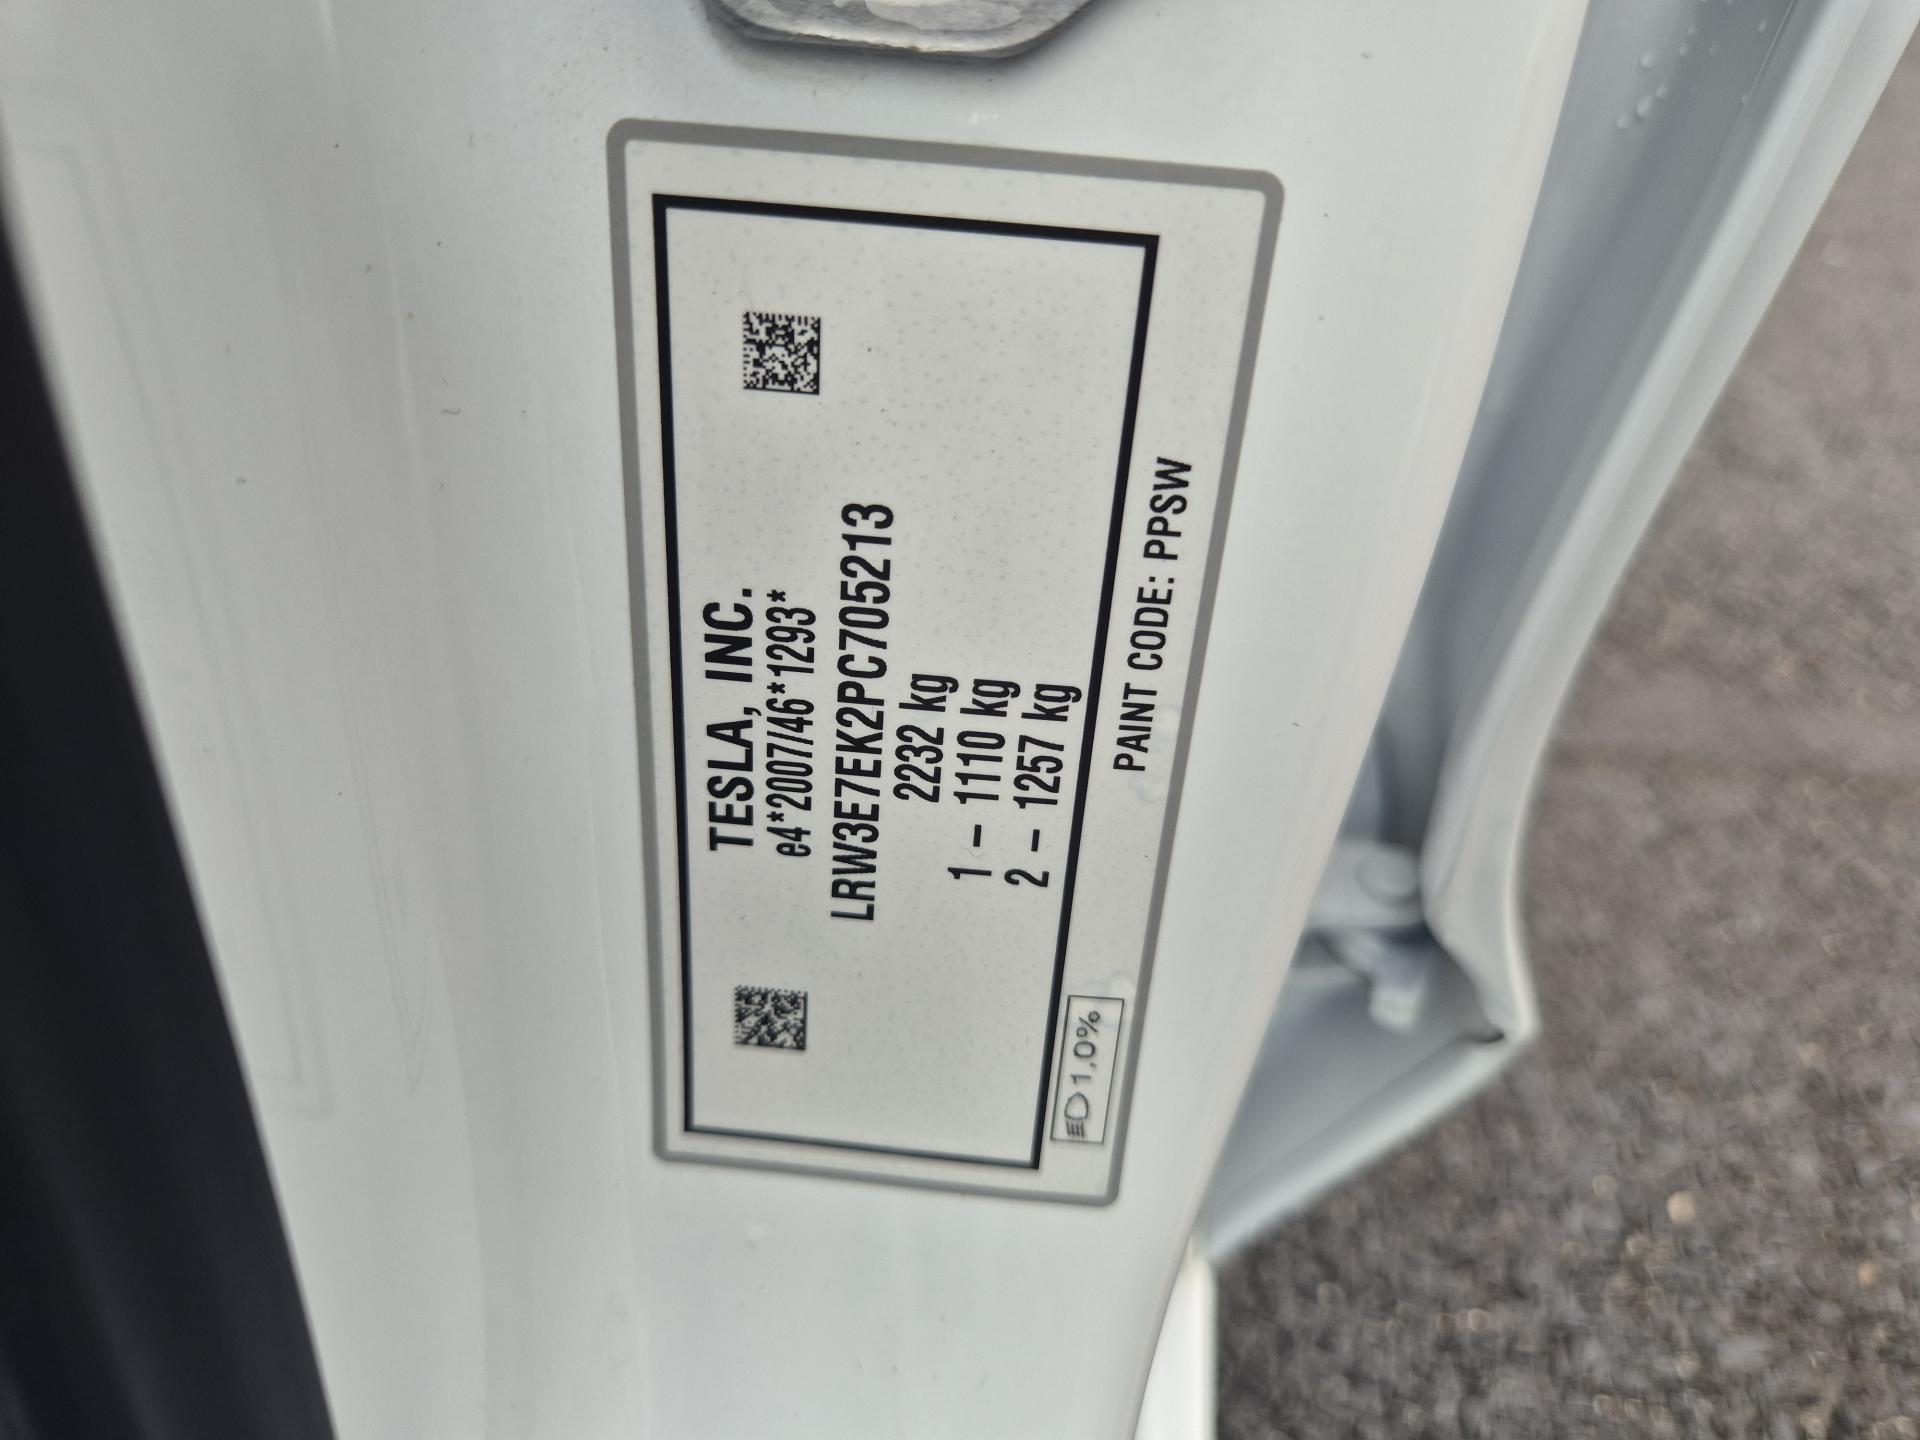 TESLA, INC.
e4*2007/46*1293*
LRW3E7EK2PC705213
2232 kg
1 – 1110 kg
2 – 1257 kg
1.0%
PAINT CODE: PPSW